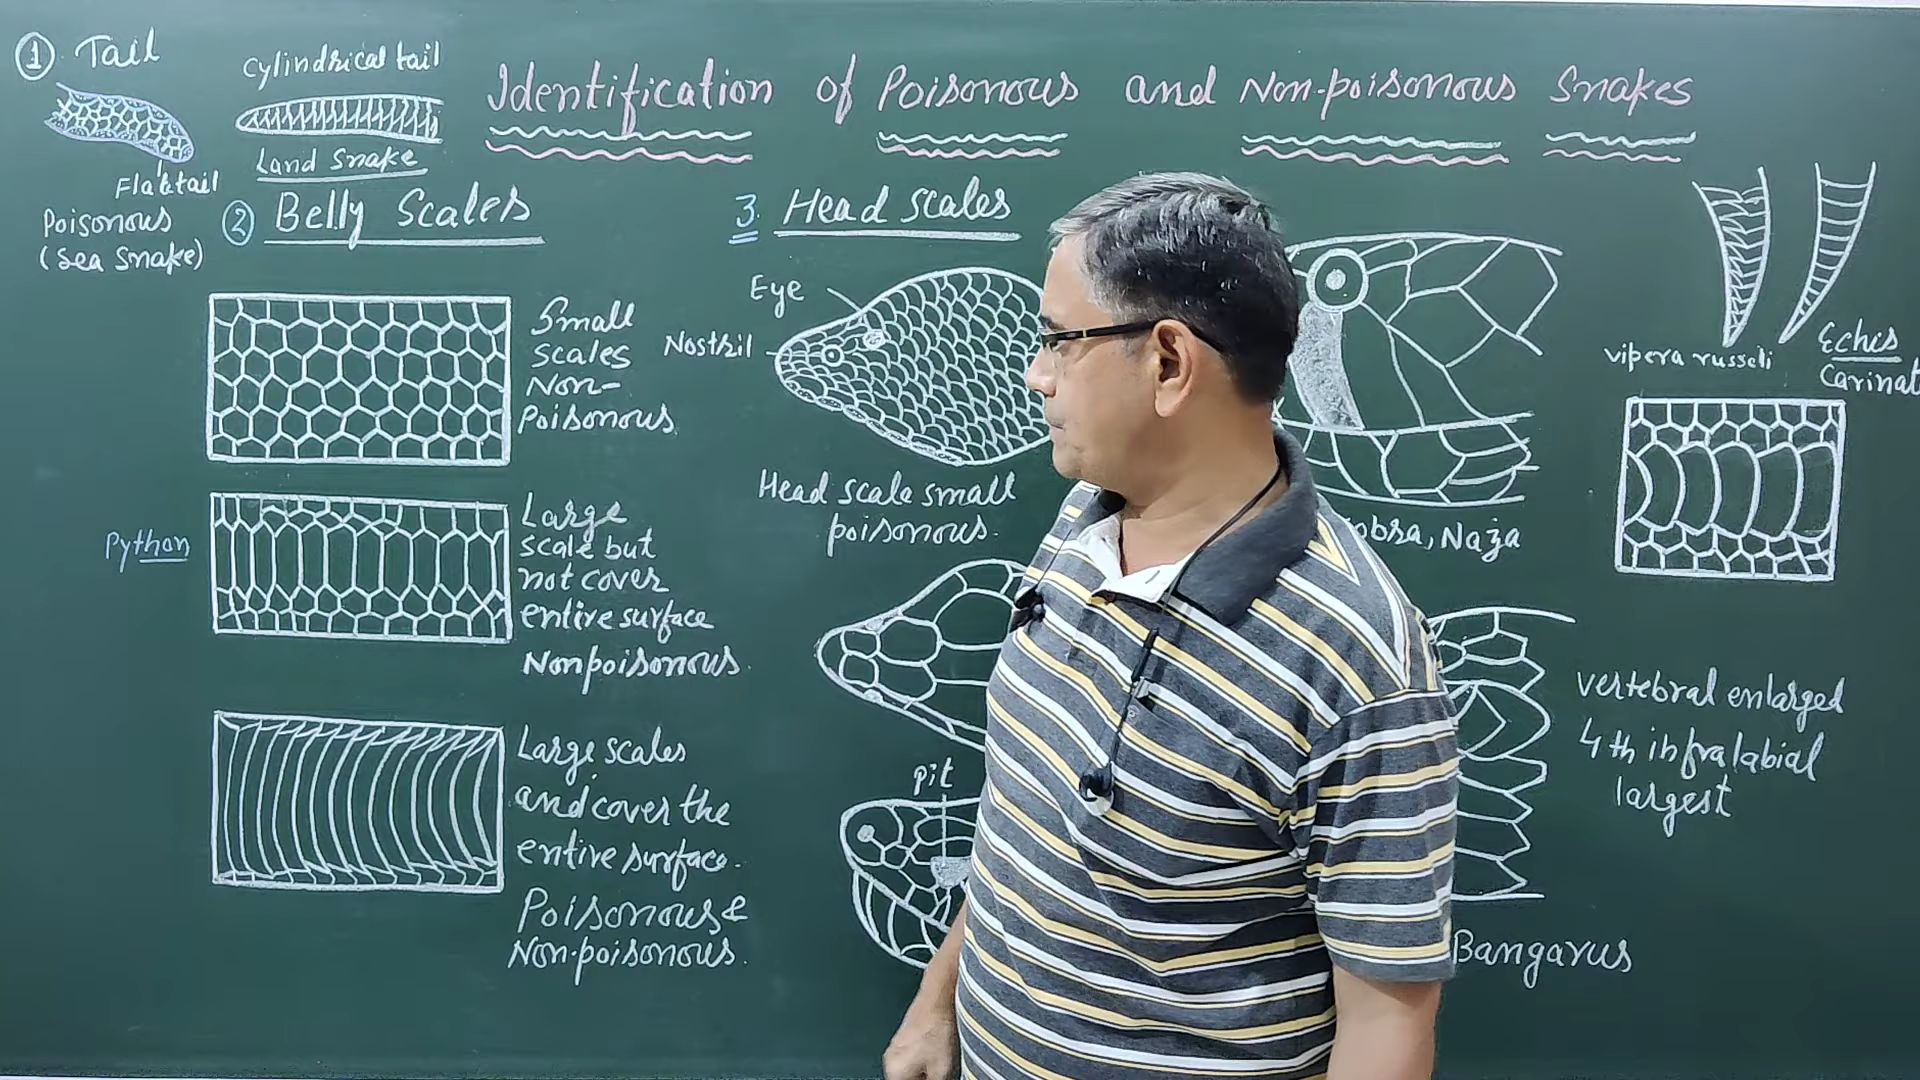 Identification of Poisonous and Non-poisonous Snakes
① Tail
Flat tail
Poisonous
(Sea Snake)
Cylindrical tail
Land Snake
② Belly Scales
Small
scales
Non-
Poisonous
Python
Large
scale but
not cover
entire surface
Nonpoisonous.
Large scales
and cover the
entire surface.
Poisonous &
Non-poisonous.
3. Head scales
Eye
Nostril
Head scale small
poisonous.
pit
Naja
vipera russeli
Echis
vertebral enlarged
4th infralabial
largest
Bangarus